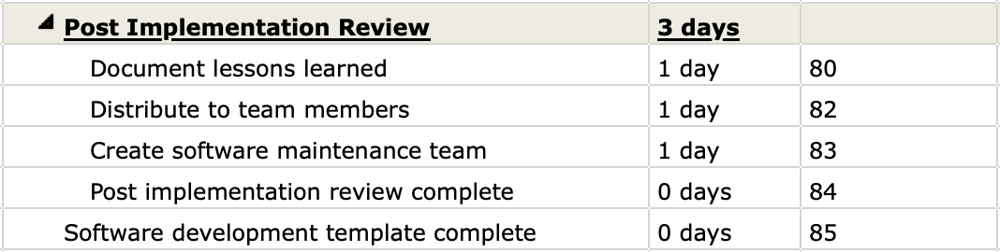 Post Implementation Review 3 days
Document lessons learned 1 day 80
Distribute to team members 1 day 82
Create software maintenance team 1 day 83
Post implementation review complete 0 days 84
Software development template complete 0 days 85